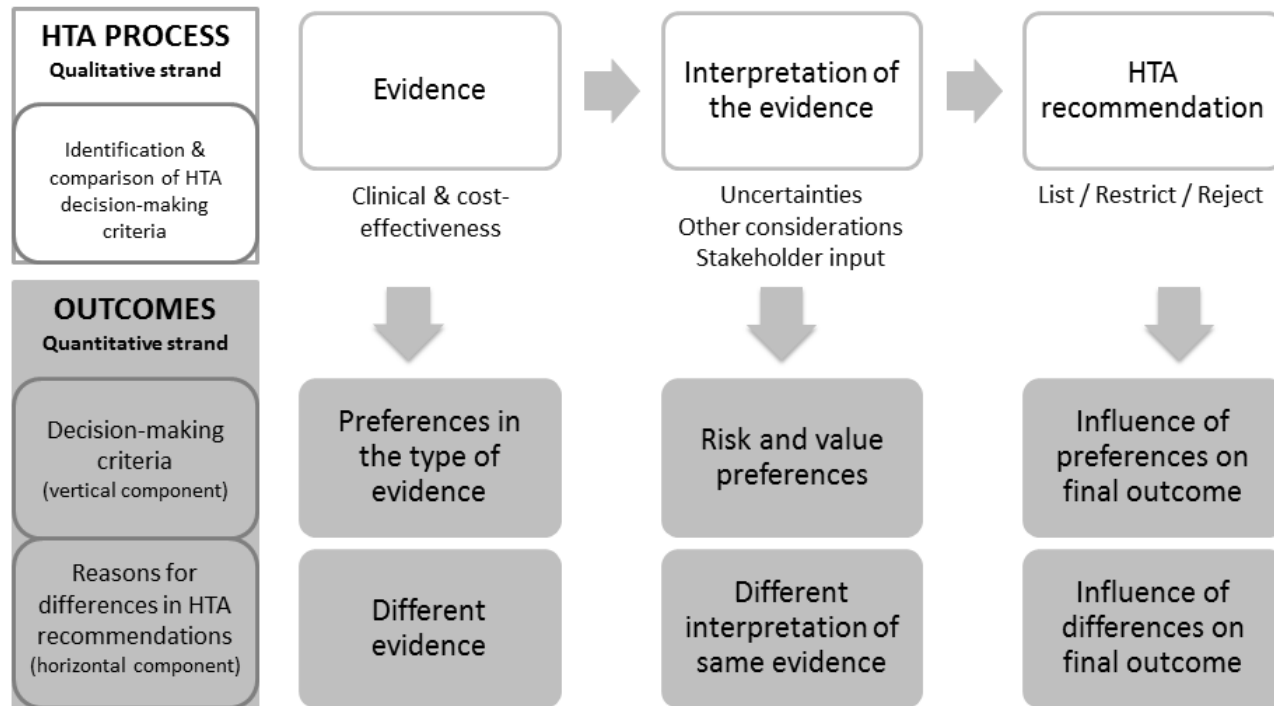 HTA PROCESS
Qualitative strand
Identification &
comparison of HTA
decision-making
criteria
Evidence
Clinical & cost-
effectiveness
Interpretation of
the evidence
Uncertainties
Other considerations
Stakeholder input
HTA
recommendation
List / Restrict / Reject
OUTCOMES
Quantitative strand
Decision-making
criteria
(vertical component)
Preferences in
the type of
evidence
Risk and value
preferences
Influence of
preferences on
final outcome
Reasons for
differences in HTA
recommendations
(horizontal component)
Different
evidence
Different
interpretation of
same evidence
Influence of
differences on
final outcome